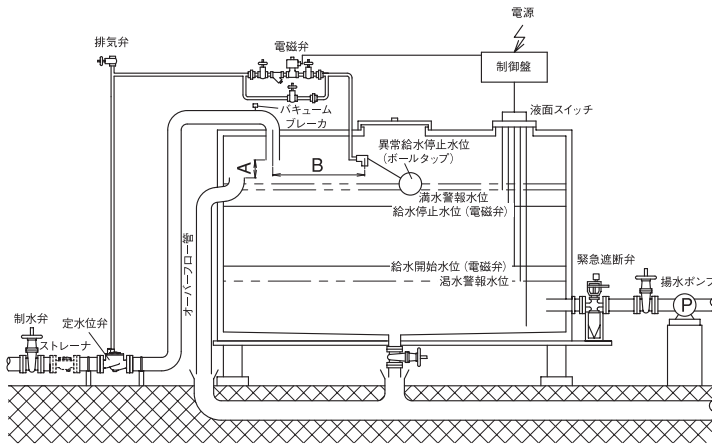 電源
排気弁
電磁弁
制御盤
液面スイッチ
バキューム
ブレーカ
異常給水停止水位
(ボールタップ)
A
B
満水警報水位
給水停止水位(電磁弁)
オーバーフロー管
給水開始水位(電磁弁)
渇水警報水位
緊急遮断弁
揚水ポンプ
P
制水弁
定水位弁
ストレーナ